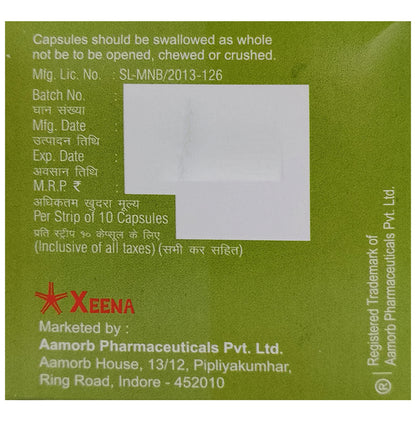 Capsules should be swallowed as whole
not be to be opened, chewed or crushed.
Mfg. Lic. No. : SL-MNB/2013-126
Batch No.
घान संख्या
Mfg. Date
उत्पादन तिथि
Exp. Date
अवसान तिथि
M.R.P. ₹ :
अधिकतम खुदरा मूल्य
Per Strip of 10 Capsules
प्रति स्ट्रीप १० केप्सूल के लिए
(Inclusive of all taxes) (सभी कर सहित)
XEENA
Marketed by :
Aamorb Pharmaceuticals Pvt. Ltd.
Aamorb House, 13/12, Pipliyakumhar,
Ring Road, Indore - 452010
® Registered Trademark of
Aamorb Pharmaceuticals Pvt. Ltd.